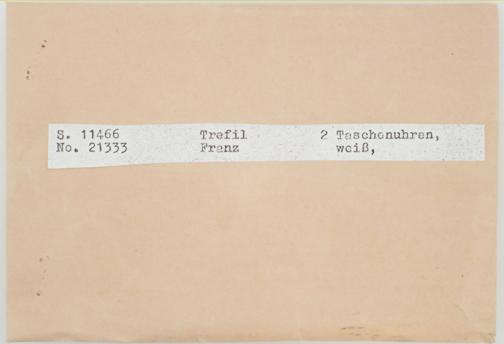 S. 11466 Trefil 2 Taschenuhren,
No. 21333 Franz weiß,